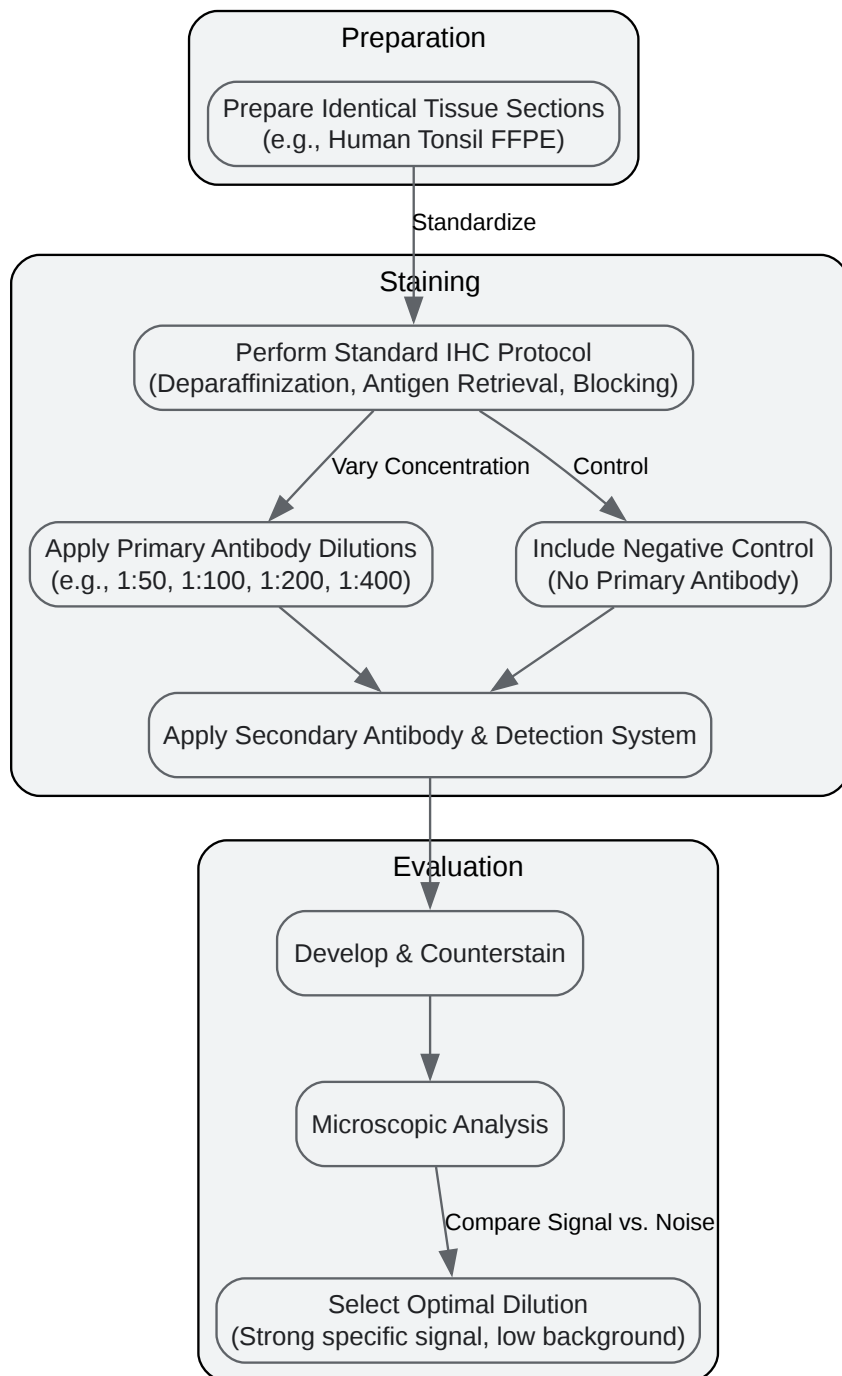 Preparation
Prepare Identical Tissue Sections
(e.g., Human Tonsil FFPE)
Standardize
Staining
Perform Standard IHC Protocol
(Deparaffinization, Antigen Retrieval, Blocking)
Vary Concentration
Control
Apply Primary Antibody Dilutions
(e.g., 1:50, 1:100, 1:200, 1:400)
Include Negative Control
(No Primary Antibody)
Apply Secondary Antibody & Detection System
Evaluation
Develop & Counterstain
Microscopic Analysis
Compare Signal vs. Noise
Select Optimal Dilution
(Strong specific signal, low background)